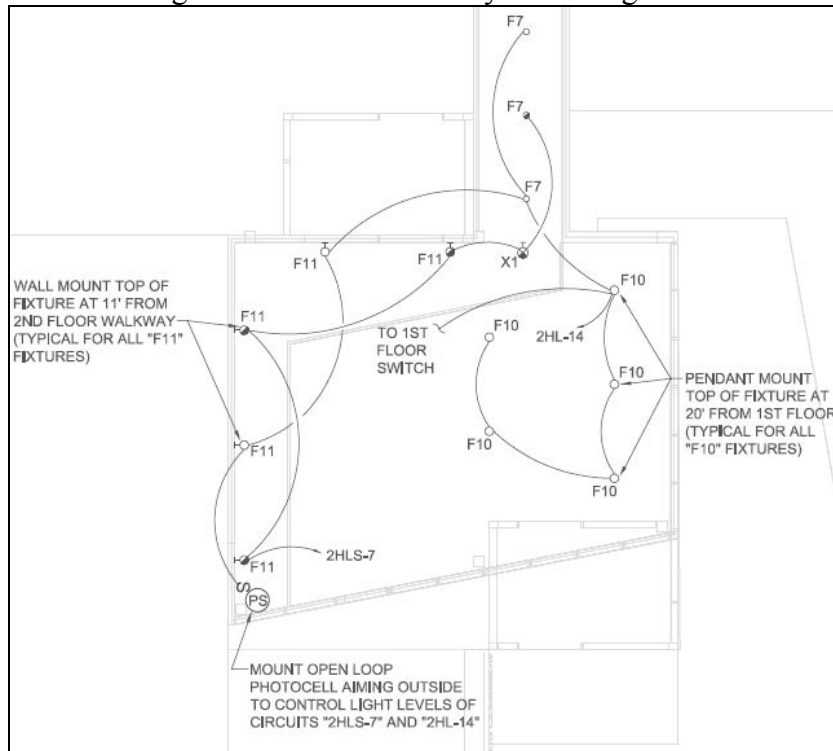 F7
F7
F7
F11
F11
X1
WALL MOUNT TOP OF
FIXTURE AT 11' FROM
2ND FLOOR WALKWAY
(TYPICAL FOR ALL "F11"
FIXTURES)
F11
F10
TO 1ST
FLOOR
SWITCH
F10
2HL-14
F10
PENDANT MOUNT
TOP OF FIXTURE AT
20' FROM 1ST FLOOR
(TYPICAL FOR ALL
"F10" FIXTURES)
F11
F10
F10
2HLS-7
F11
S
PS
MOUNT OPEN LOOP
PHOTOCELL AIMING OUTSIDE
TO CONTROL LIGHT LEVELS OF
CIRCUITS "2HLS-7" AND "2HL-14"